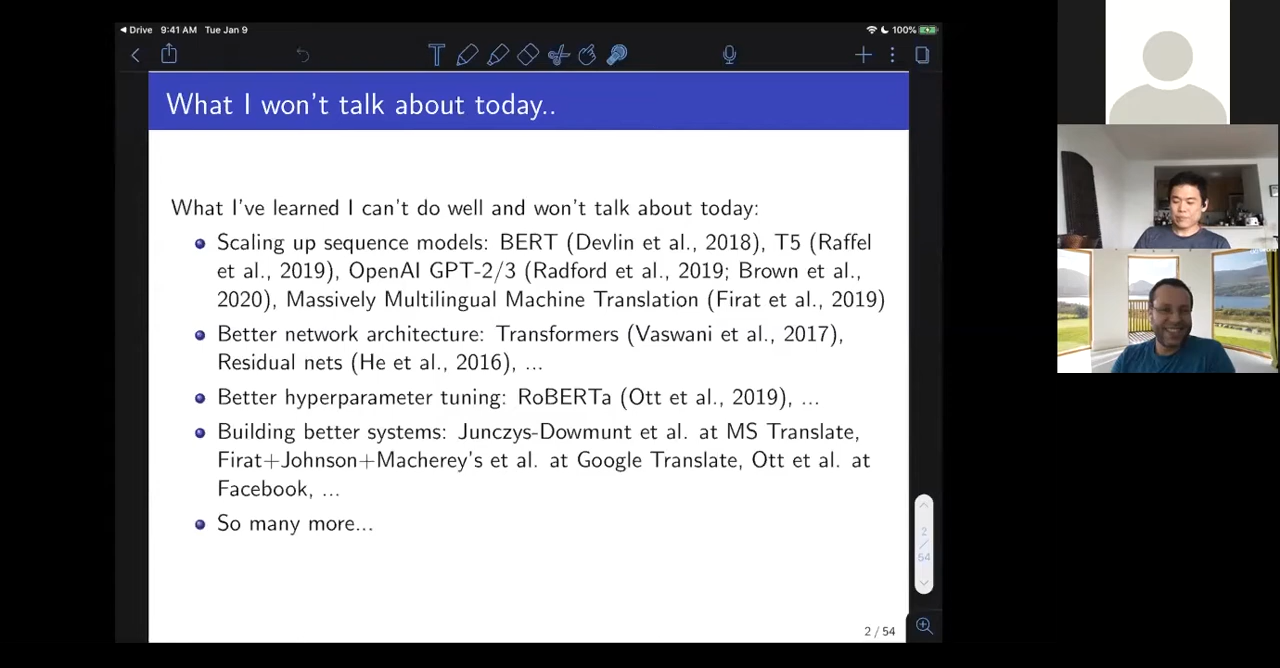 Drive 9:41 AM Tue Jan 9
100%
What I won't talk about today..
What I've learned I can't do well and won't talk about today:
Scaling up sequence models: BERT (Devlin et al., 2018), T5 (Raffel
et al., 2019), OpenAI GPT-2/3 (Radford et al., 2019; Brown et al.,
2020), Massively Multilingual Machine Translation (Firat et al., 2019)
Better network architecture: Transformers (Vaswani et al., 2017),
Residual nets (He et al., 2016), ...
Better hyperparameter tuning: RoBERTa (Ott et al., 2019), ...
Building better systems: Junczys-Dowmunt et al. at MS Translate,
Firat+Johnson+Macherey's et al. at Google Translate, Ott et al. at
Facebook, ...
So many more...
2
/
54
2 / 54